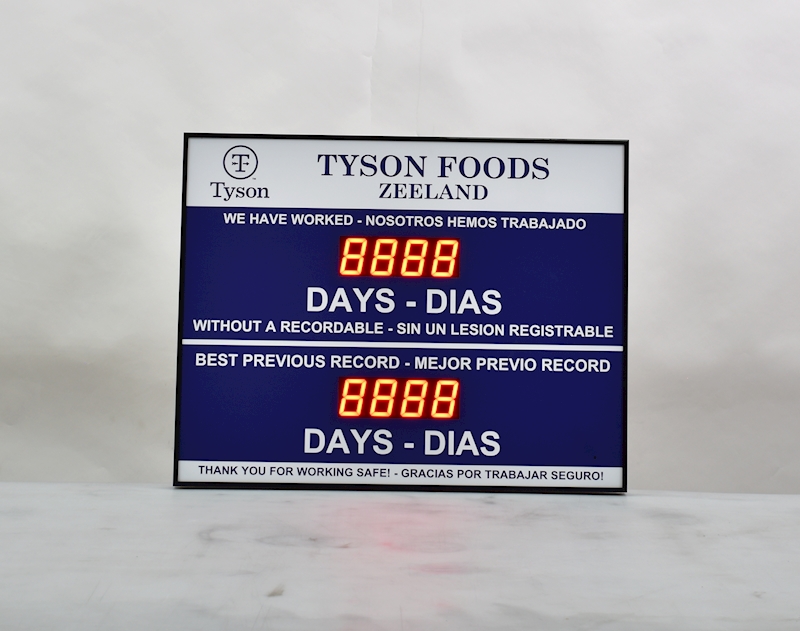 Tyson
TYSON FOODS
ZEELAND
WE HAVE WORKED - NOSOTROS HEMOS TRABAJADO
8888
DAYS - DIAS
WITHOUT A RECORDABLE - SIN UN LESION REGISTRABLE
BEST PREVIOUS RECORD - MEJOR PREVIO RECORD
8888
DAYS - DIAS
THANK YOU FOR WORKING SAFE! - GRACIAS POR TRABAJAR SEGURO!